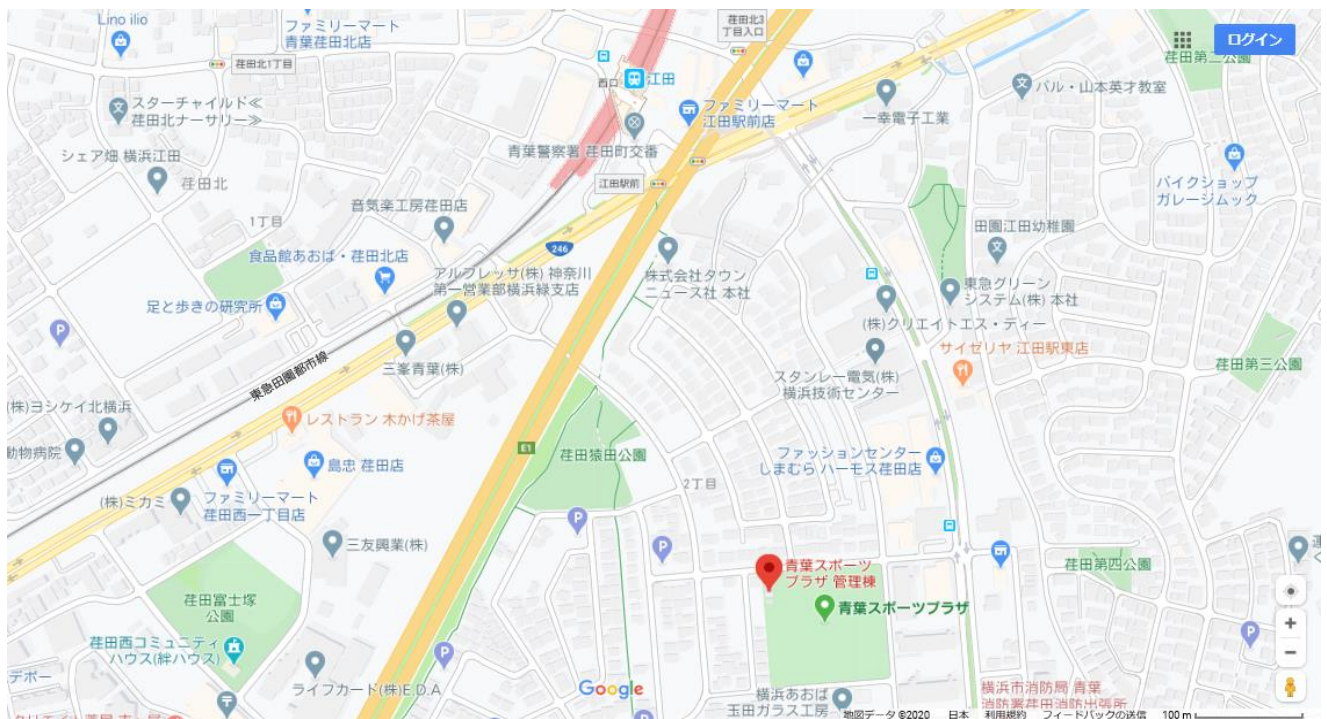 Lino ilio
ファミリーマート
青葉荏田北店
荏田北3
丁目入口
ログイン
荏田第二公園
荏田北1丁目
西口
江田
スターチャイルド≪
荏田北ナーサリー≫
ファミリーマート
江田駅前店
一幸電子工業
バル・山本英才教室
シェア畑 横浜江田
荏田北
青葉警察署 荏田町交番
江田駅前
バイクショップ
ガレージムック
1丁目
音気楽工房荏田店
田園江田幼稚園
246
食品館あおば・荏田北店
アルフレッサ(株) 神奈川
第一営業部横浜緑支店
株式会社タウン
ニュース社 本社
東急グリーン
システム(株) 本社
足と歩きの研究所
P
(株)クリエイトエス・ディー
サイゼリヤ 江田駅東店
東急田園都市線
三峯青葉(株)
スタンレー電気(株)
横浜技術センター
荏田第三公園
(株)ヨシケイ北横浜
レストラン 木かげ茶屋
動物病院
E1
荏田猿田公園
ファッションセンター
しまむら ハーモス荏田店
島忠 荏田店
2丁目
(株)ミカミ
ファミリーマート
荏田西一丁目店
P
三友興業(株)
P
青葉スポーツ
プラザ 管理棟
荏田第四公園
青葉スポーツプラザ
荏田富士塚
公園
荏田西コミュニティ
ハウス(絆ハウス)
P
P
デポー
ライフカード(株)E.D.A
Google
横浜あおば
玉田ガラス工房
横浜市消防局 青葉
消防署荏田消防出張所
地図データ ©2020 日本 利用規約 フィードバックの送信 100 m